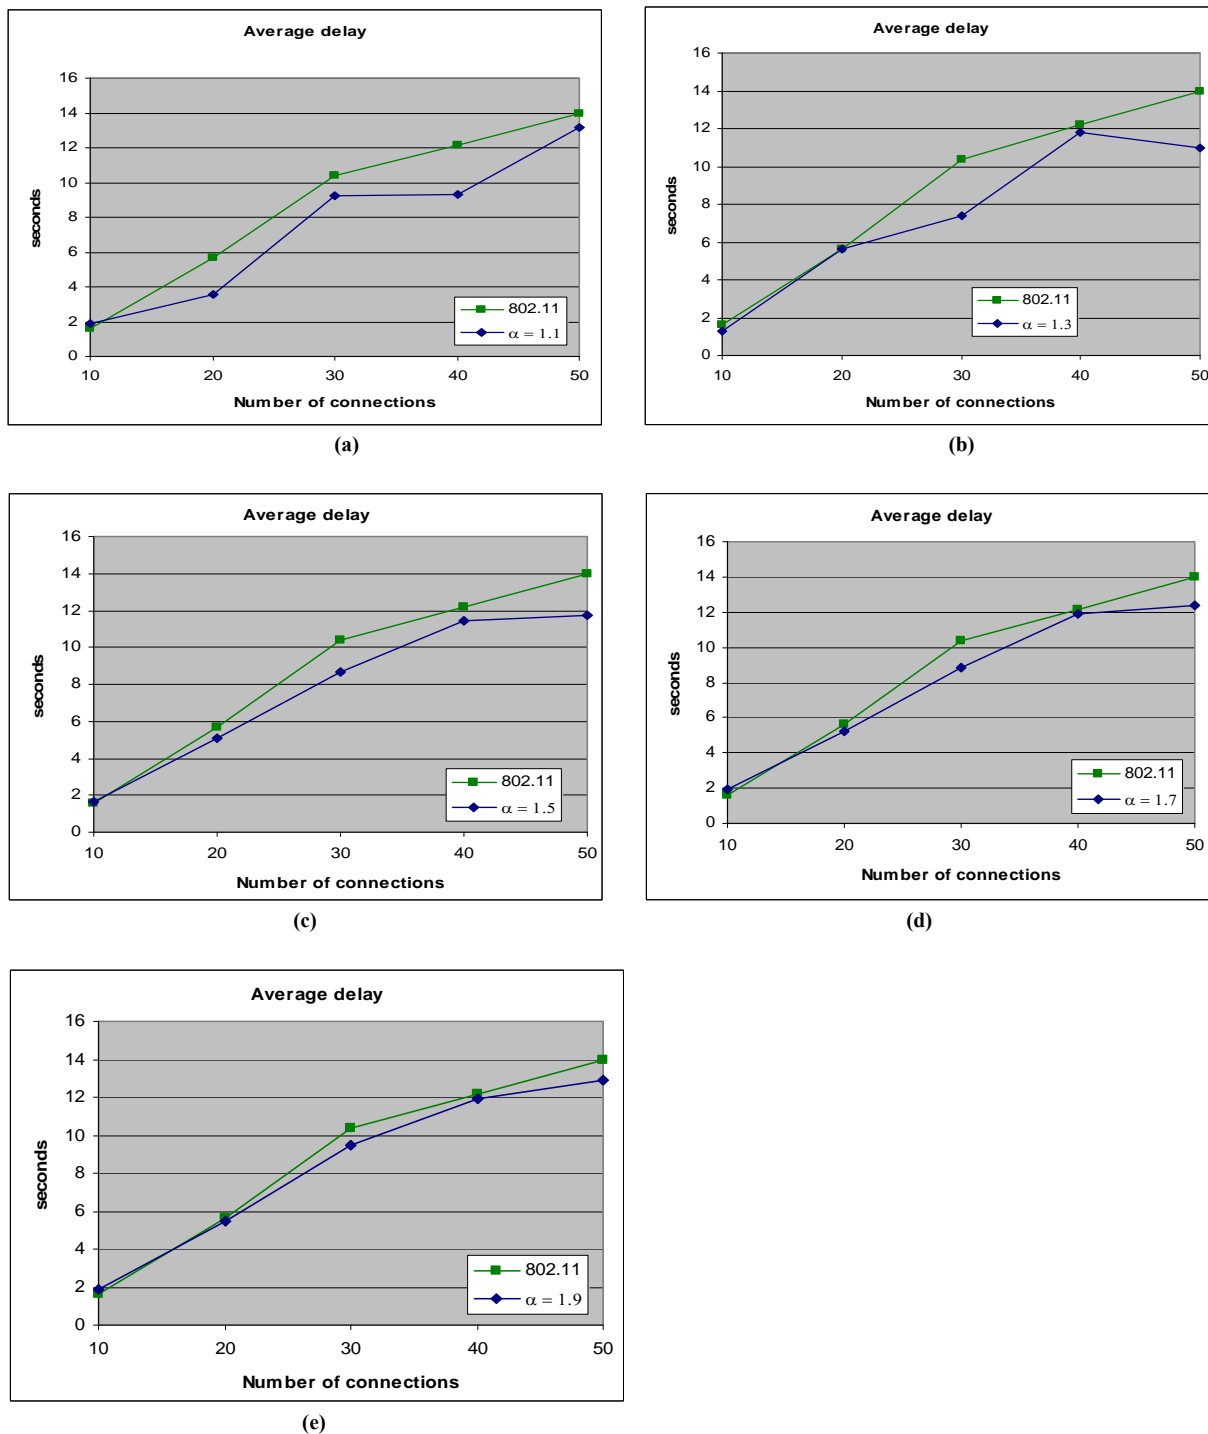 Average delay
16
14
12
10
8
6
4
2
0
seconds
802.11
α = 1.1
10 20 30 40 50
Number of connections
(a)
Average delay
16
14
12
10
8
6
4
2
0
seconds
802.11
α = 1.3
10 20 30 40 50
Number of connections
(b)
Average delay
16
14
12
10
8
6
4
2
0
seconds
802.11
α = 1.5
10 20 30 40 50
Number of connections
(c)
Average delay
16
14
12
10
8
6
4
2
0
seconds
802.11
α = 1.7
10 20 30 40 50
Number of connections
(d)
Average delay
16
14
12
10
8
6
4
2
0
seconds
802.11
α = 1.9
10 20 30 40 50
Number of connections
(e)